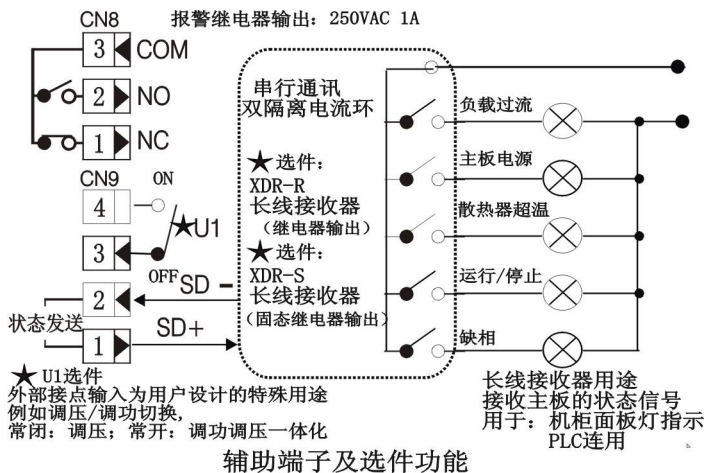 CN8
报警继电器输出：250VAC 1A
3 COM
2 NO
1 NC
CN9
4
ON
3
★U1
OFF
2
SD -
状态发送
1
SD+
串行通讯
双隔离电流环
★选件：
XDR-R
长线接收器
（继电器输出）
★选件：
XDR-S
长线接收器
（固态继电器输出）
负载过流
主板电源
散热器超温
运行/停止
缺相
★ U1选件
外部接点输入为用户设计的特殊用途
例如调压/调功切换，
常闭：调压；常开：调功调压一体化
长线接收器用途
接收主板的状态信号
用于：机柜面板灯指示
PLC连用
辅助端子及选件功能